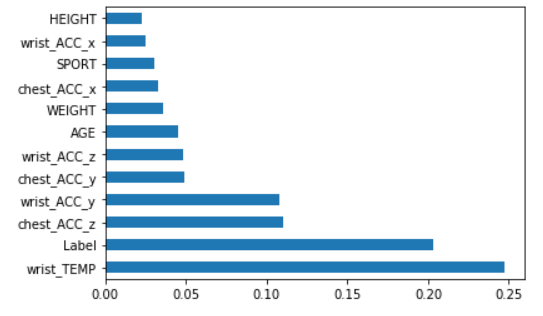 HEIGHT
wrist_ACC_x
SPORT
chest_ACC_x
WEIGHT
AGE
wrist_ACC_z
chest_ACC_y
wrist_ACC_y
chest_ACC_z
Label
wrist_TEMP
0.00 0.05 0.10 0.15 0.20 0.25